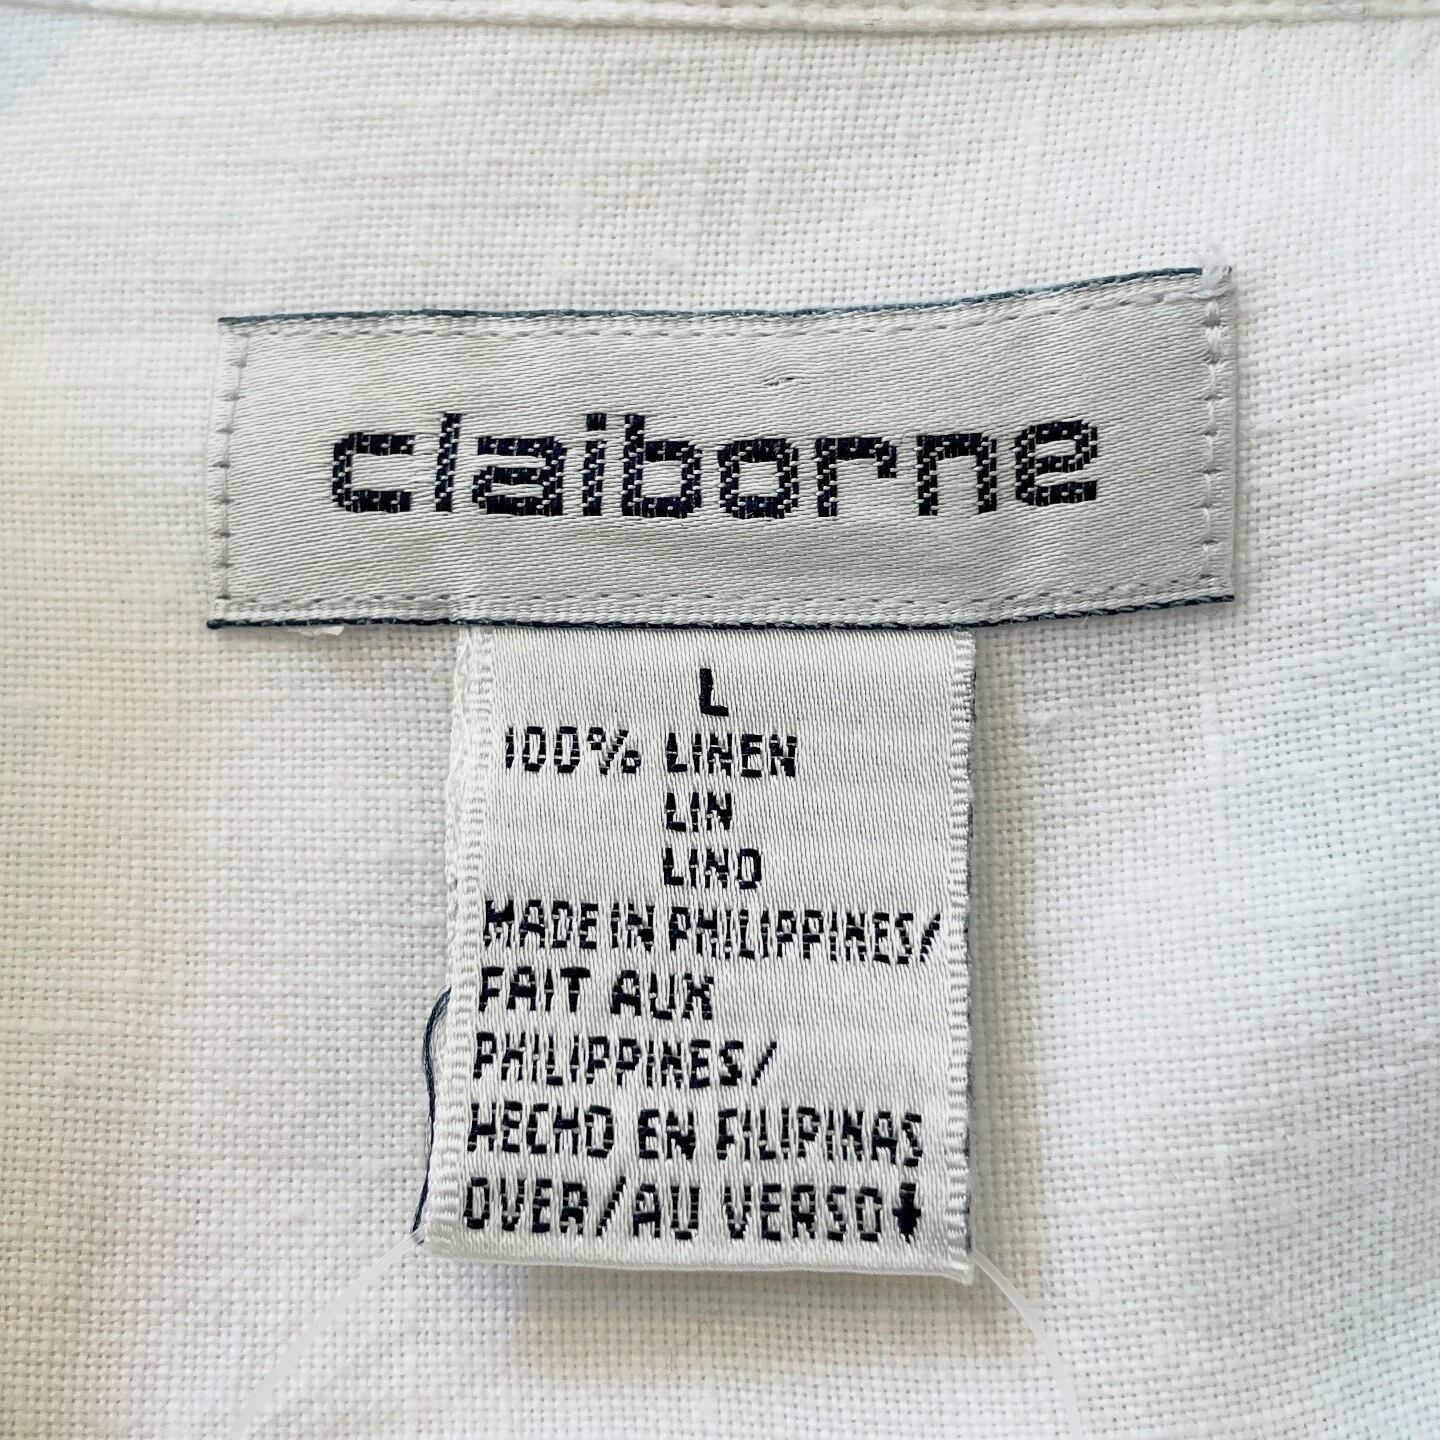 claiborne
L
100% LINEN
LIN
LINO
MADE IN PHILIPPINES/
FAIT AUX
PHILIPPINES/
HECHO EN FILIPINAS
OVER/AU VERSO